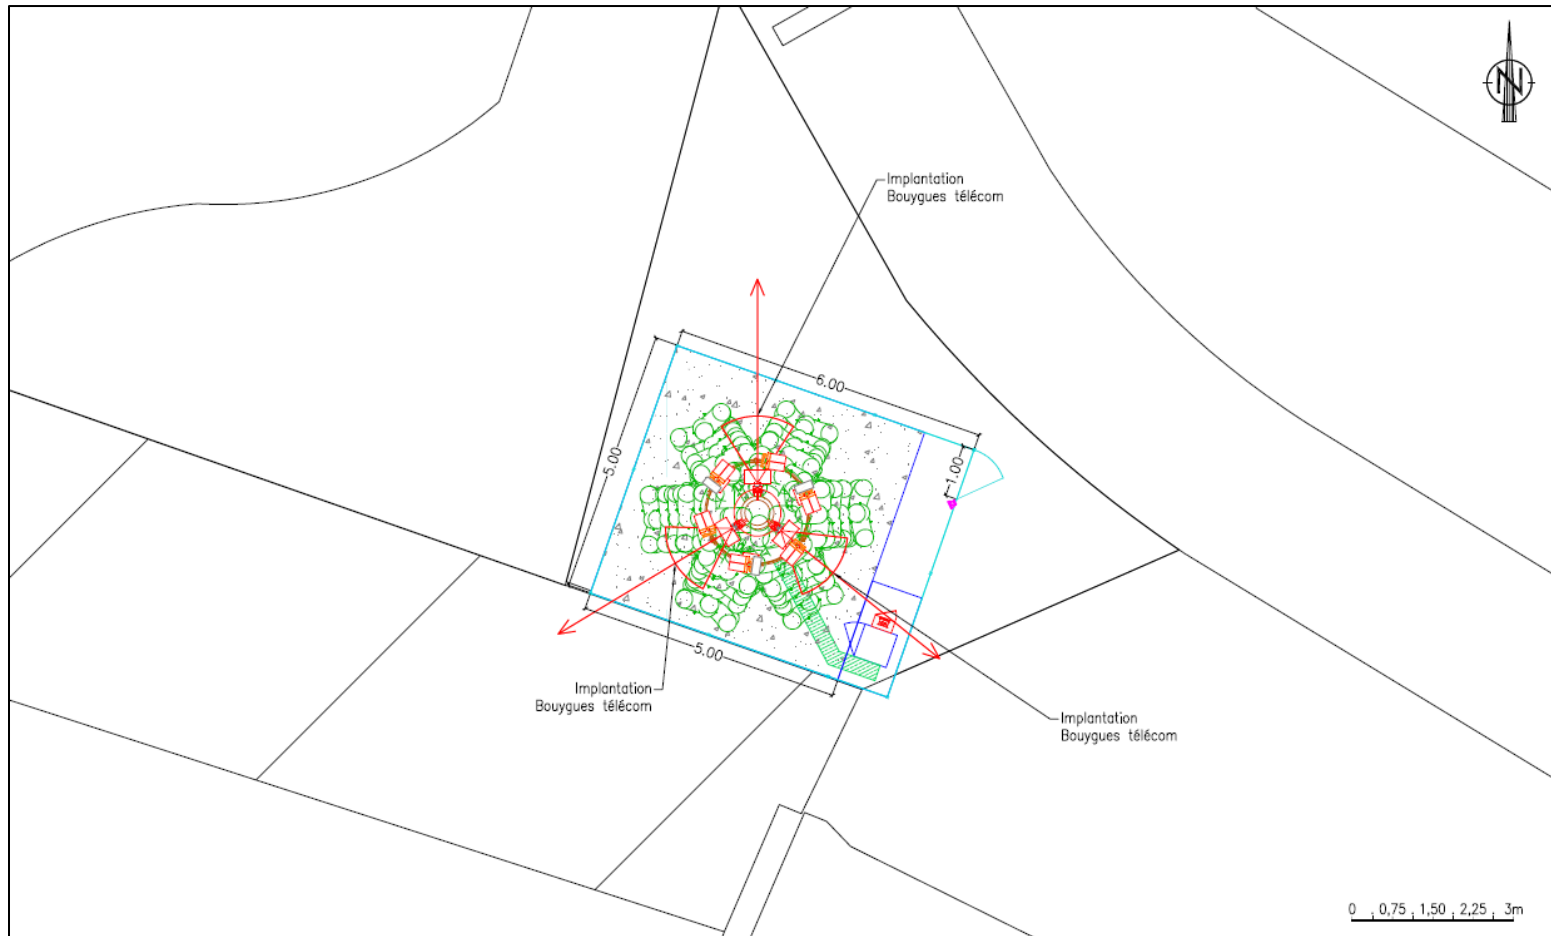 N
Implantation
Bouygues télécom
6.00
5.00
1.00
5.00
Implantation
Bouygues télécom
Implantation
Bouygues télécom
0 0,75 1,50 2,25 3m